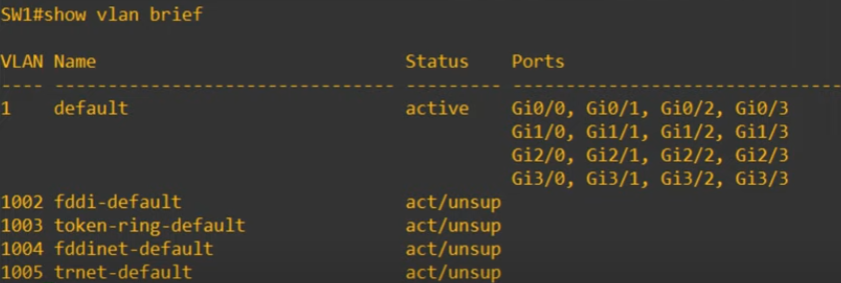 SW1#show vlan brief
VLAN Name                             Status    Ports
---- -------------------------------- --------- -------------------------------
1    default                          active    Gi0/0, Gi0/1, Gi0/2, Gi0/3
                                                Gi1/0, Gi1/1, Gi1/2, Gi1/3
                                                Gi2/0, Gi2/1, Gi2/2, Gi2/3
                                                Gi3/0, Gi3/1, Gi3/2, Gi3/3
1002 fddi-default                     act/unsup
1003 token-ring-default               act/unsup
1004 fddinet-default                  act/unsup
1005 trnet-default                    act/unsup